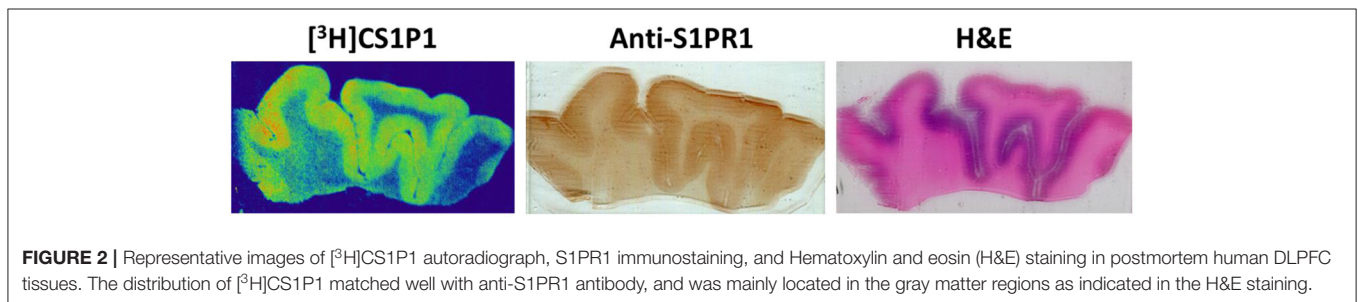 [³H]CS1P1 Anti-S1PR1 H&E
FIGURE 2 | Representative images of [³H]CS1P1 autoradiograph, S1PR1 immunostaining, and Hematoxylin and eosin (H&E) staining in postmortem human DLPFC
tissues. The distribution of [³H]CS1P1 matched well with anti-S1PR1 antibody, and was mainly located in the gray matter regions as indicated in the H&E staining.